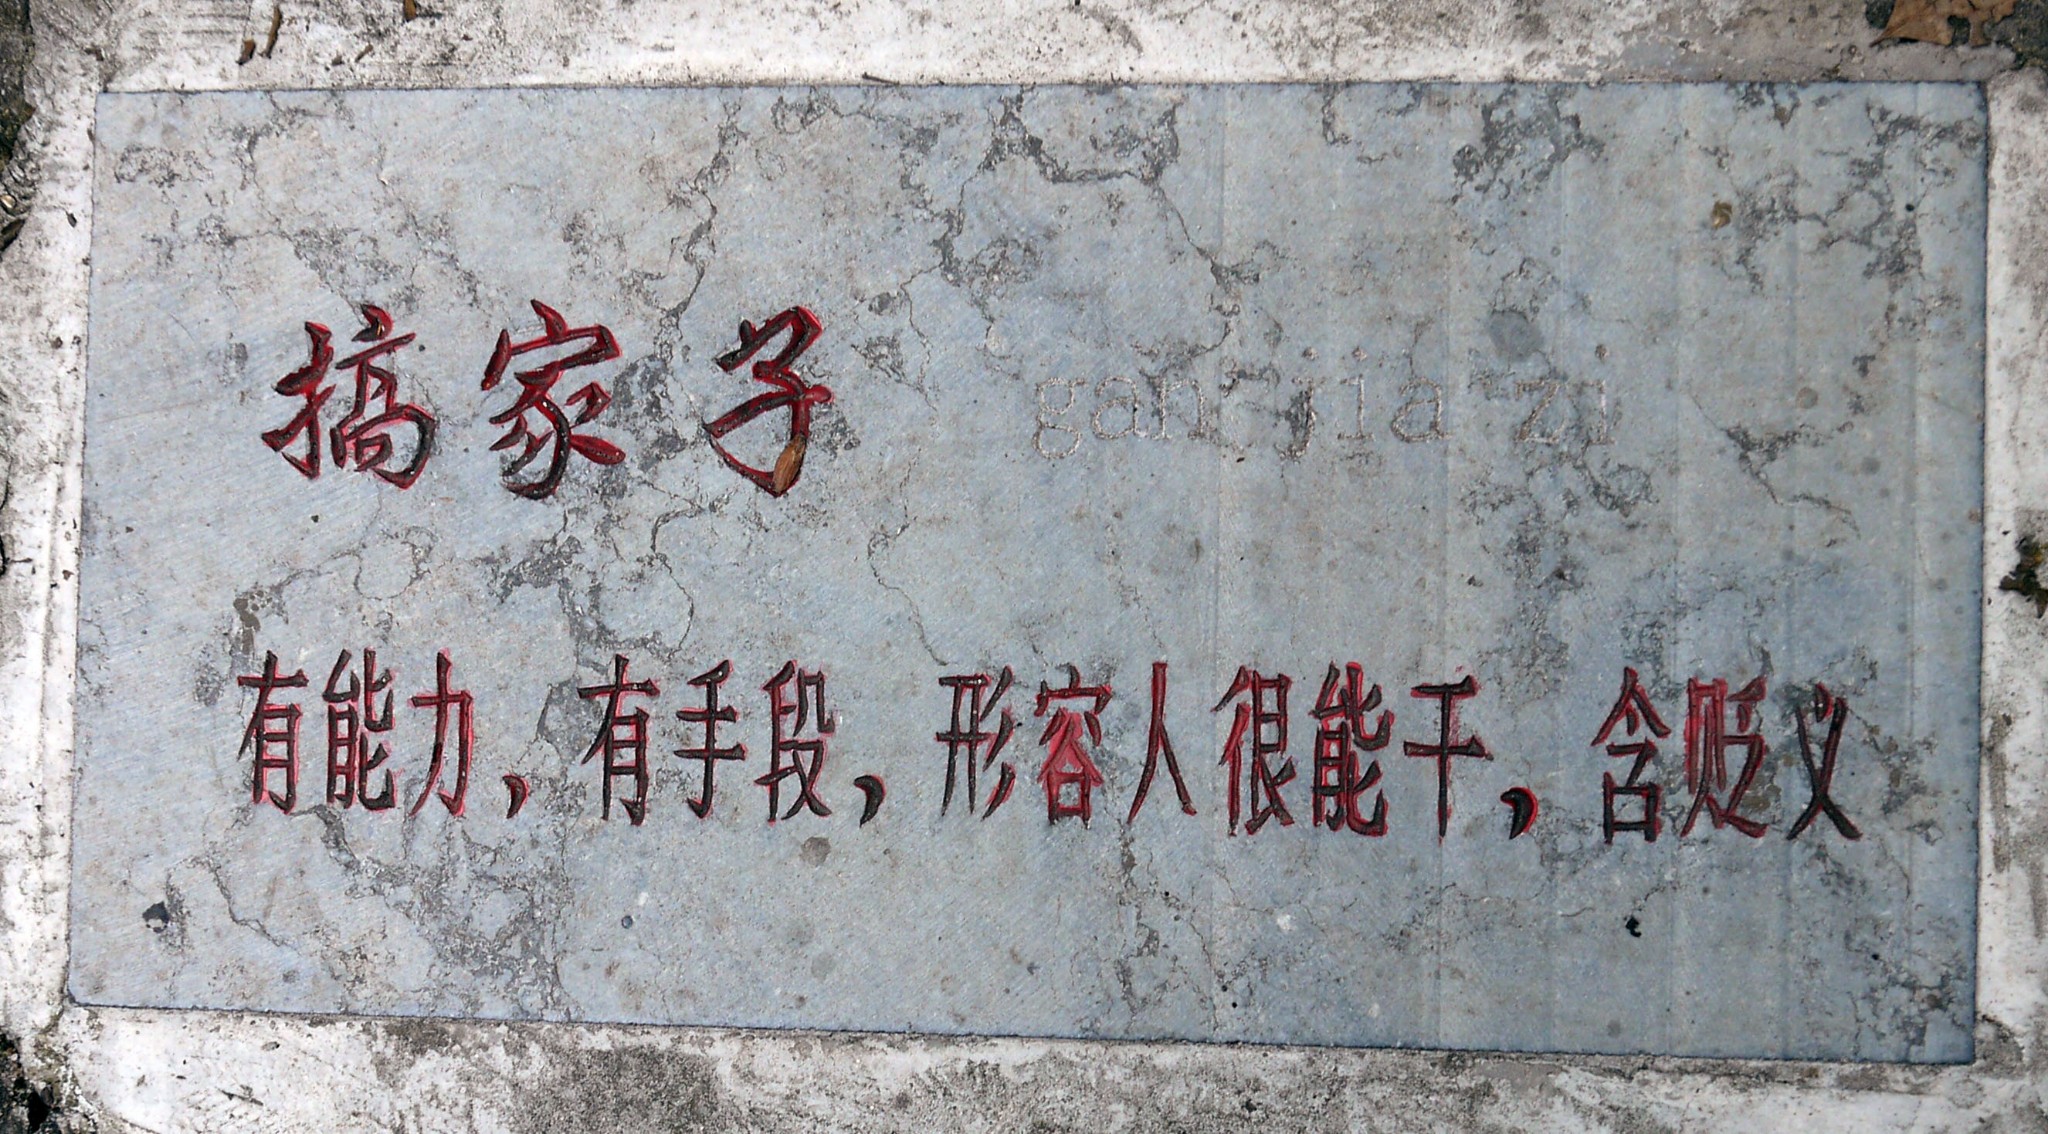 搞家子 gan jia zi
有能力，有手段，形容人很能干，含贬义